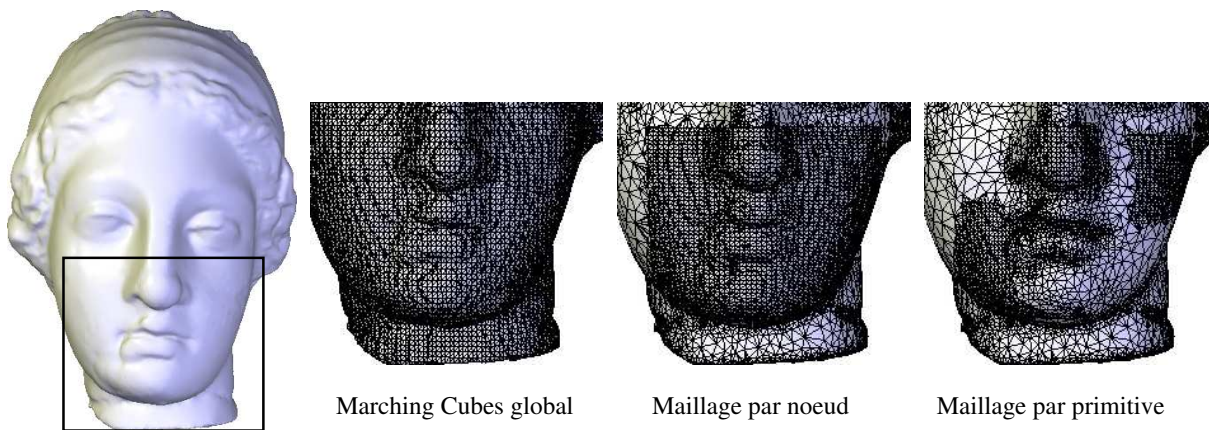 Marching Cubes global
Maillage par noeud
Maillage par primitive